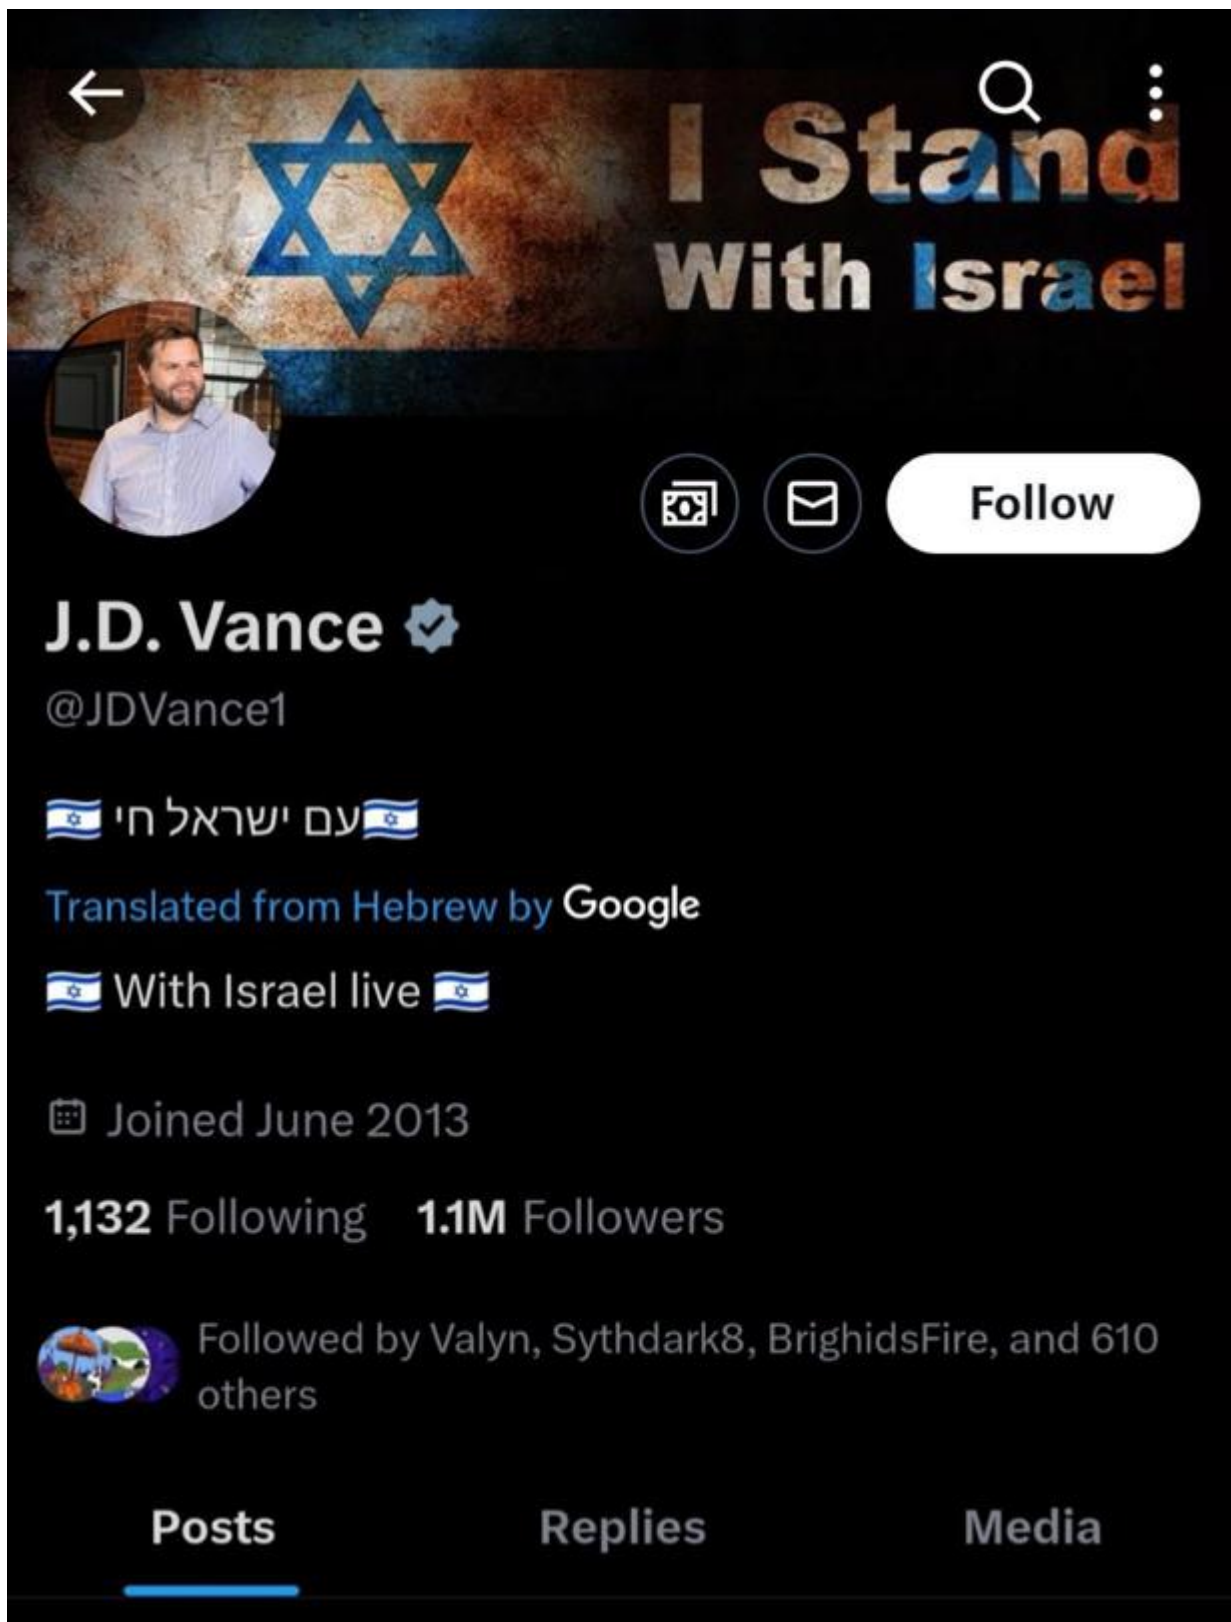 I Stand
With Israel
Follow
J.D. Vance
@JDVance1
🇮🇱עם ישראל חי 🇮🇱
Translated from Hebrew by Google
🇮🇱 With Israel live 🇮🇱
Joined June 2013
1,132 Following 1.1M Followers
Followed by Valyn, Sythdark8, BrighidsFire, and 610
others
Posts Replies Media